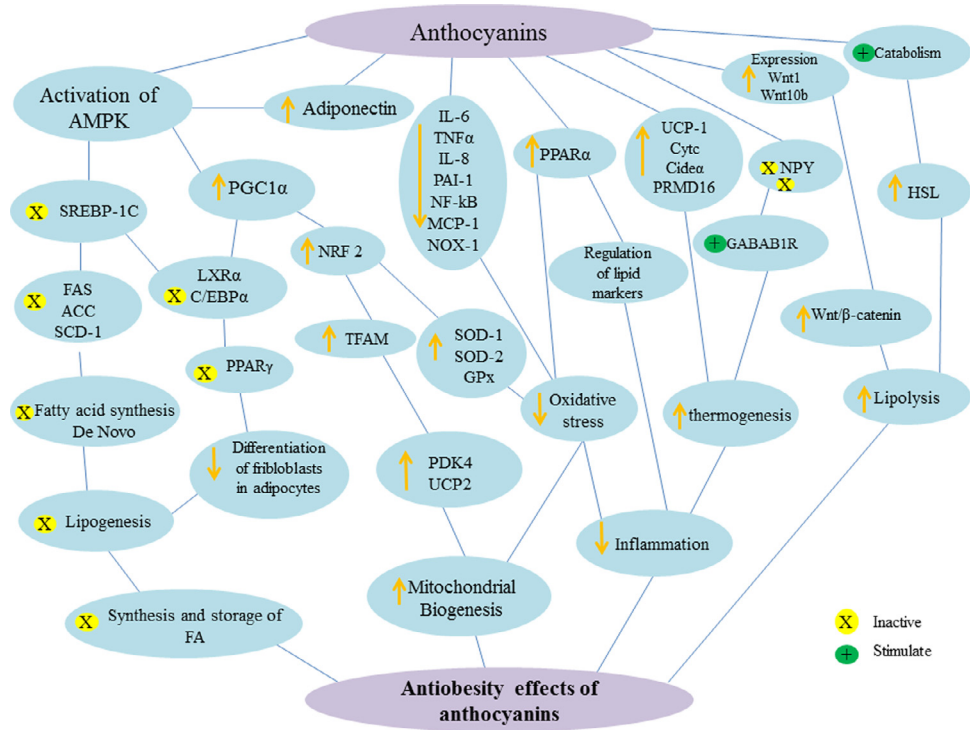 Anthocyanins
Activation of
AMPK
Adiponectin
IL-6
TNFα
IL-8
PAI-1
NF-kB
MCP-1
NOX-1
PPARα
UCP-1
Cytc
Cideα
PRMD16
Expression
Wnt1
Wnt10b
+ Catabolism
X NPY
X
HSL
X SREBP-1C
PGC1α
NRF 2
+ GABAB1R
Regulation
of lipid
markers
X FAS
ACC
SCD-1
LXRα
X C/EBPα
TFAM
SOD-1
SOD-2
GPx
Wnt/β-catenin
X PPARγ
Oxidative
stress
thermogenesis
Lipolysis
X Fatty acid synthesis
De Novo
Differentiation
of fribloblasts
in adipocytes
PDK4
UCP2
X Lipogenesis
Inflammation
Mitochondrial
Biogenesis
X Synthesis and storage of
FA
X Inactive
+ Stimulate
Antiobesity effects of
anthocyanins